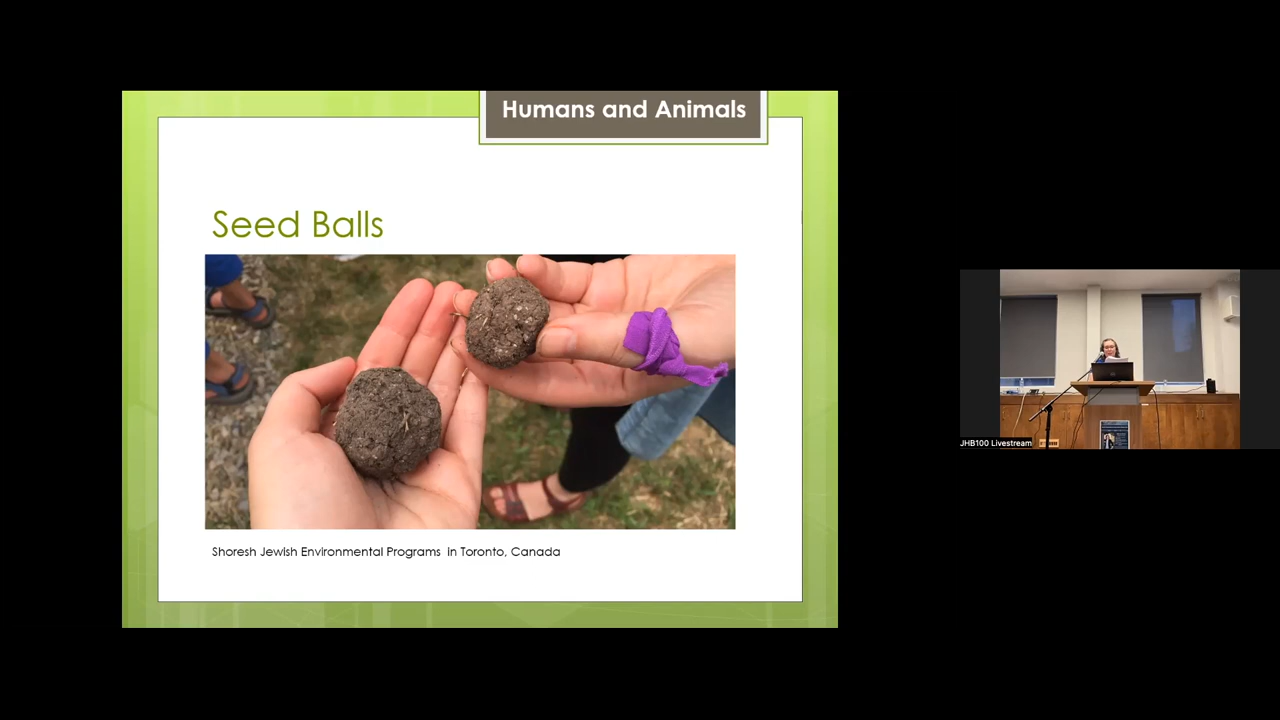 Humans and Animals
Seed Balls
Shoresh Jewish Environmental Programs in Toronto, Canada
JHB100 Livestream